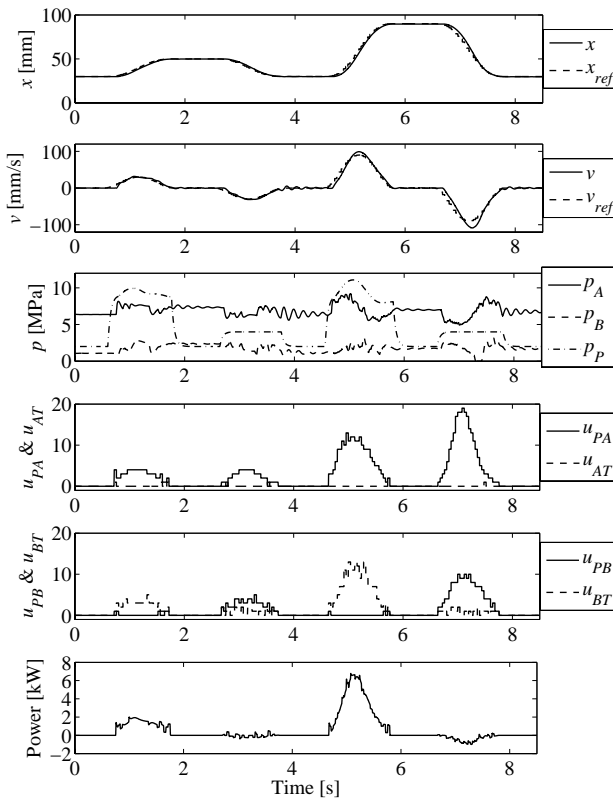 x [mm]
100
50
0
0 2 4 6 8
x
x_ref
v [mm/s]
100
0
−100
0 2 4 6 8
v
v_ref
p [MPa]
10
5
0
0 2 4 6 8
p_A
p_B
p_P
u_PA & u_AT
20
10
0
0 2 4 6 8
u_PA
u_AT
u_PB & u_BT
20
10
0
0 2 4 6 8
u_PB
u_BT
Power [kW]
8
6
4
2
0
−2
0 2 4 6 8
Time [s]